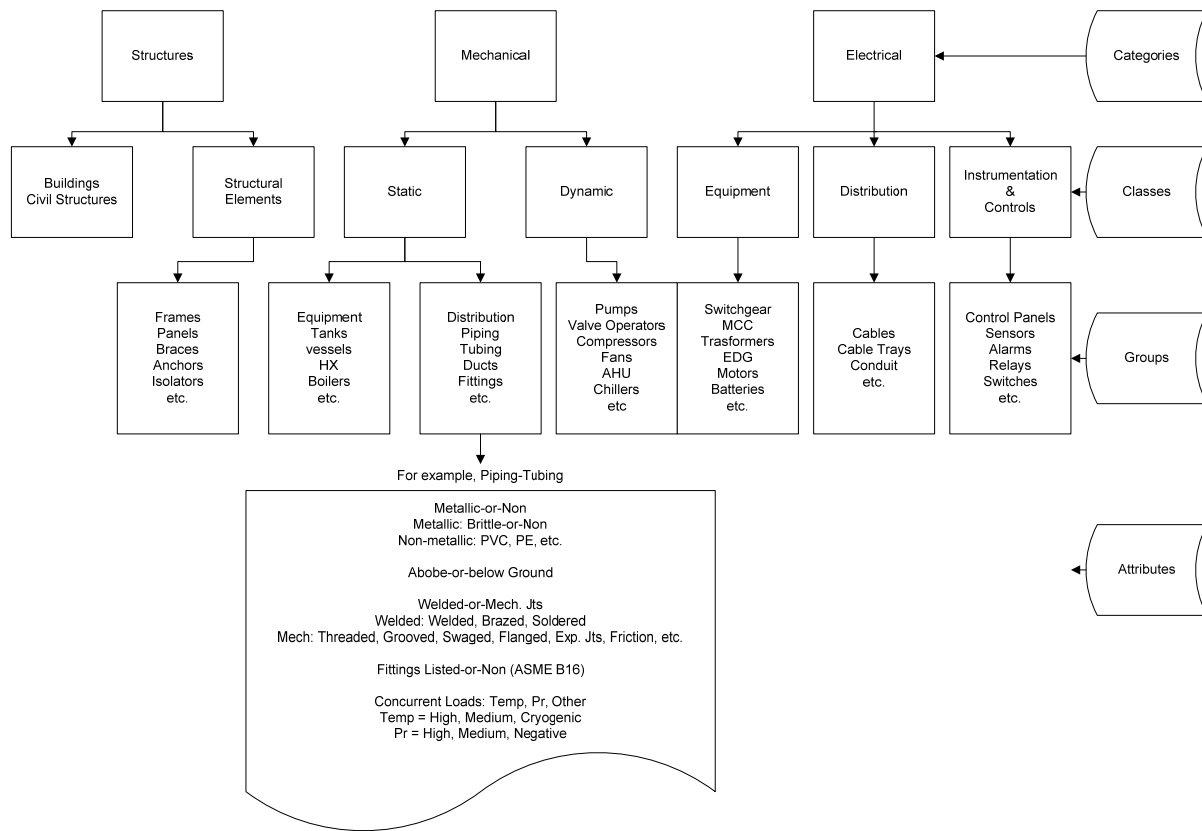 Structures
Mechanical
Electrical
Categories
Buildings
Civil Structures
Structural
Elements
Static
Dynamic
Equipment
Distribution
Instrumentation
&
Controls
Classes
Frames
Panels
Braces
Anchors
Isolators
etc.
Equipment
Tanks
vessels
HX
Boilers
etc.
Distribution
Piping
Tubing
Ducts
Fittings
etc.
Pumps
Valve Operators
Compressors
Fans
AHU
Chillers
etc
Switchgear
MCC
Trasformers
EDG
Motors
Batteries
etc.
Cables
Cable Trays
Conduit
etc.
Control Panels
Sensors
Alarms
Relays
Switches
etc.
Groups
For example, Piping-Tubing
Metallic-or-Non
Metallic: Brittle-or-Non
Non-metallic: PVC, PE, etc.
Abobe-or-below Ground
Welded-or-Mech. Jts
Welded: Welded, Brazed, Soldered
Mech: Threaded, Grooved, Swaged, Flanged, Exp. Jts, Friction, etc.
Fittings Listed-or-Non (ASME B16)
Concurrent Loads: Temp, Pr, Other
Temp = High, Medium, Cryogenic
Pr = High, Medium, Negative
Attributes